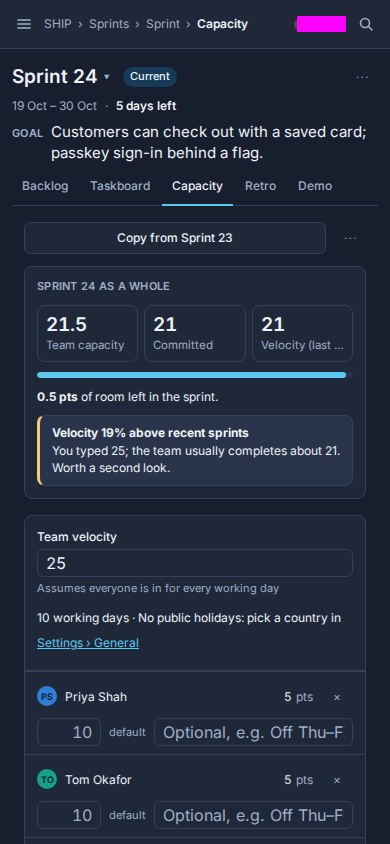 SHIP › Sprints › Sprint › Capacity
Sprint 24 ▾ Current ...
19 Oct – 30 Oct · 5 days left
GOAL Customers can check out with a saved card;
passkey sign-in behind a flag.
Backlog Taskboard Capacity Retro Demo
Copy from Sprint 23 ...
SPRINT 24 AS A WHOLE
21.5 21 21
Team capacity Committed Velocity (last ...
0.5 pts of room left in the sprint.
Velocity 19% above recent sprints
You typed 25; the team usually completes about 21.
Worth a second look.
Team velocity
25
Assumes everyone is in for every working day
10 working days · No public holidays: pick a country in
Settings › General
PS Priya Shah 5 pts ×
10 default Optional, e.g. Off Thu–F
TO Tom Okafor 5 pts ×
10 default Optional, e.g. Off Thu–F